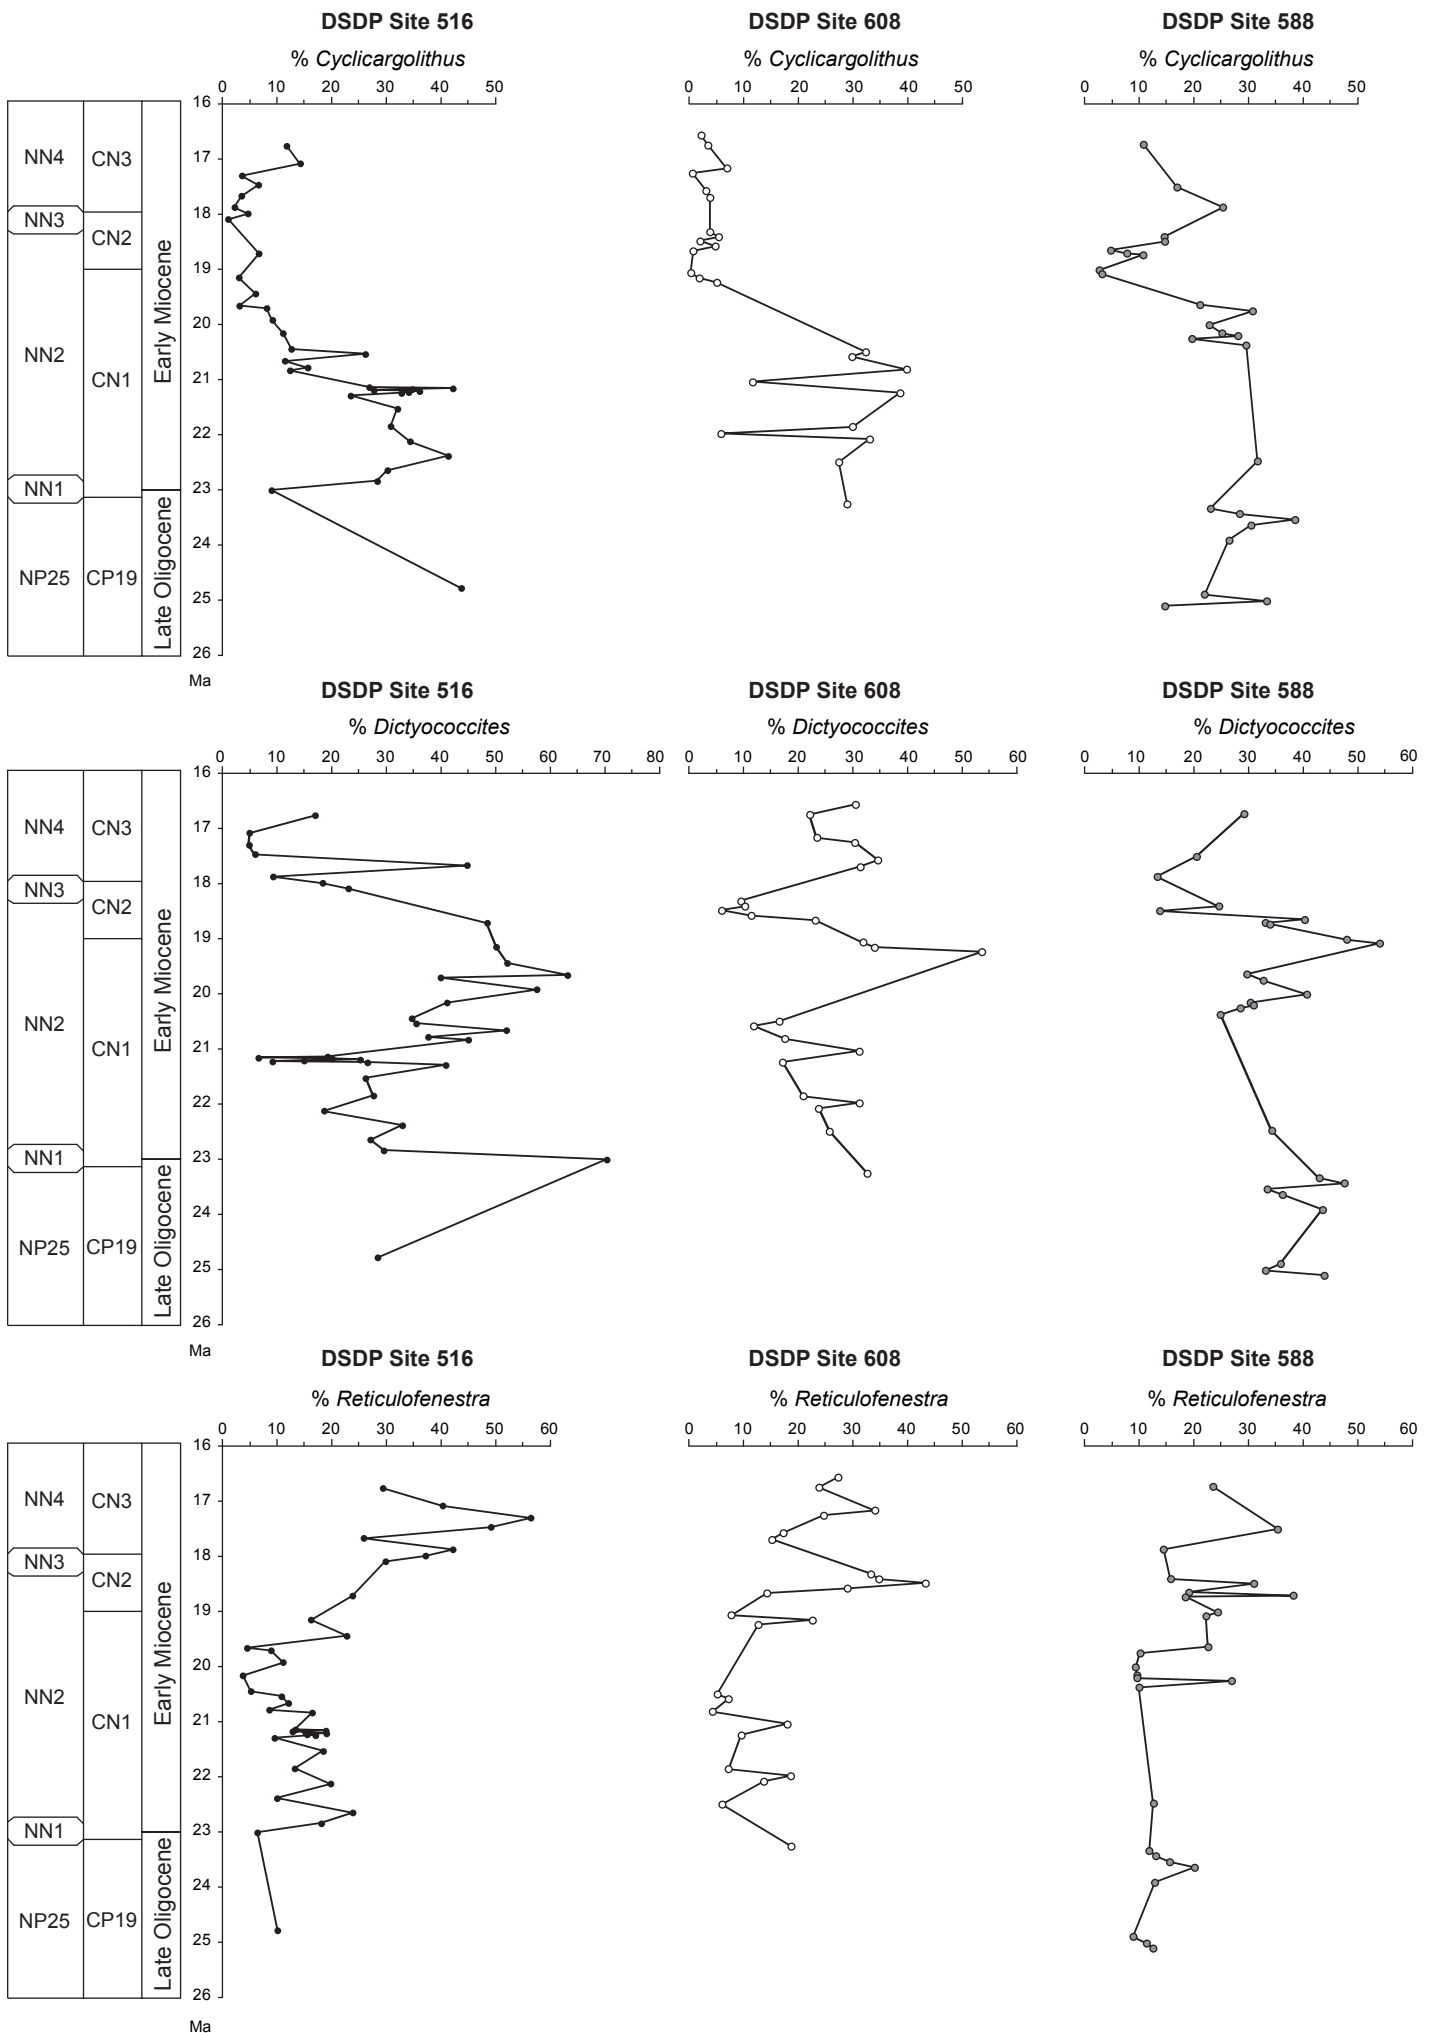 DSDP Site 516 DSDP Site 608 DSDP Site 588
% Cyclicargolithus % Cyclicargolithus % Cyclicargolithus
0 10 20 30 40 50 0 10 20 30 40 50 0 10 20 30 40 50
16
17
18
19
20
21
22
23
24
25
26
Ma
NN4
NN3
NN2
NN1
NP25
CN3
CN2
CN1
CP19
Early Miocene
Late Oligocene
DSDP Site 516 DSDP Site 608 DSDP Site 588
% Dictyococcites % Dictyococcites % Dictyococcites
0 10 20 30 40 50 60 70 80 0 10 20 30 40 50 60 0 10 20 30 40 50 60
16
17
18
19
20
21
22
23
24
25
26
Ma
NN4
NN3
NN2
NN1
NP25
CN3
CN2
CN1
CP19
Early Miocene
Late Oligocene
DSDP Site 516 DSDP Site 608 DSDP Site 588
% Reticulofenestra % Reticulofenestra % Reticulofenestra
0 10 20 30 40 50 60 0 10 20 30 40 50 60 0 10 20 30 40 50 60
16
17
18
19
20
21
22
23
24
25
26
Ma
NN4
NN3
NN2
NN1
NP25
CN3
CN2
CN1
CP19
Early Miocene
Late Oligocene